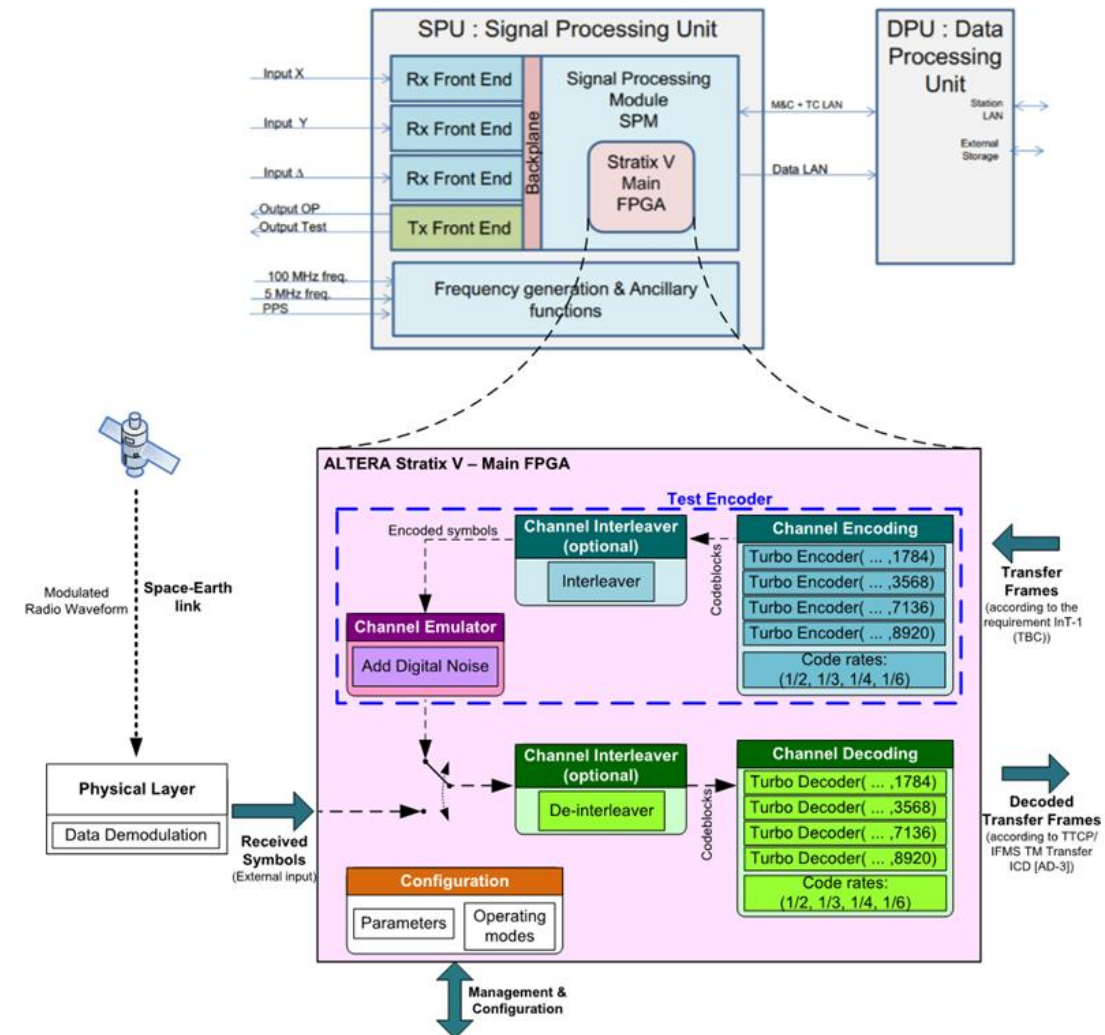 SPU : Signal Processing Unit
DPU : Data
Processing
Unit
Input X
Input Y
Input Δ
Output OP
Output Test
100 MHz freq.
5 MHz freq.
PPS
Rx Front End
Rx Front End
Rx Front End
Tx Front End
Backplane
Signal Processing
Module
SPM
Stratix V
Main
FPGA
Frequency generation & Ancillary
functions
M&C + TC LAN
Data LAN
Station
LAN
External
Storage
ALTERA Stratix V – Main FPGA
Test Encoder
Encoded symbols
Channel Interleaver
(optional)
Interleaver
Codeblocks
Channel Encoding
Turbo Encoder( ... ,1784)
Turbo Encoder( ... ,3568)
Turbo Encoder( ... ,7136)
Turbo Encoder( ... ,8920)
Code rates:
(1/2, 1/3, 1/4, 1/6)
Transfer
Frames
(according to the
requirement InT-1
(TBC))
Modulated
Radio Waveform
Space-Earth
link
Channel Emulator
Add Digital Noise
Physical Layer
Data Demodulation
Received
Symbols
(External input)
Channel Interleaver
(optional)
De-interleaver
Codeblocks
Channel Decoding
Turbo Decoder( ... ,1784)
Turbo Decoder( ... ,3568)
Turbo Decoder( ... ,7136)
Turbo Decoder( ... ,8920)
Code rates:
(1/2, 1/3, 1/4, 1/6)
Decoded
Transfer Frames
(according to TTCP/
IFMS TM Transfer
ICD [AD-3])
Configuration
Parameters
Operating
modes
Management &
Configuration